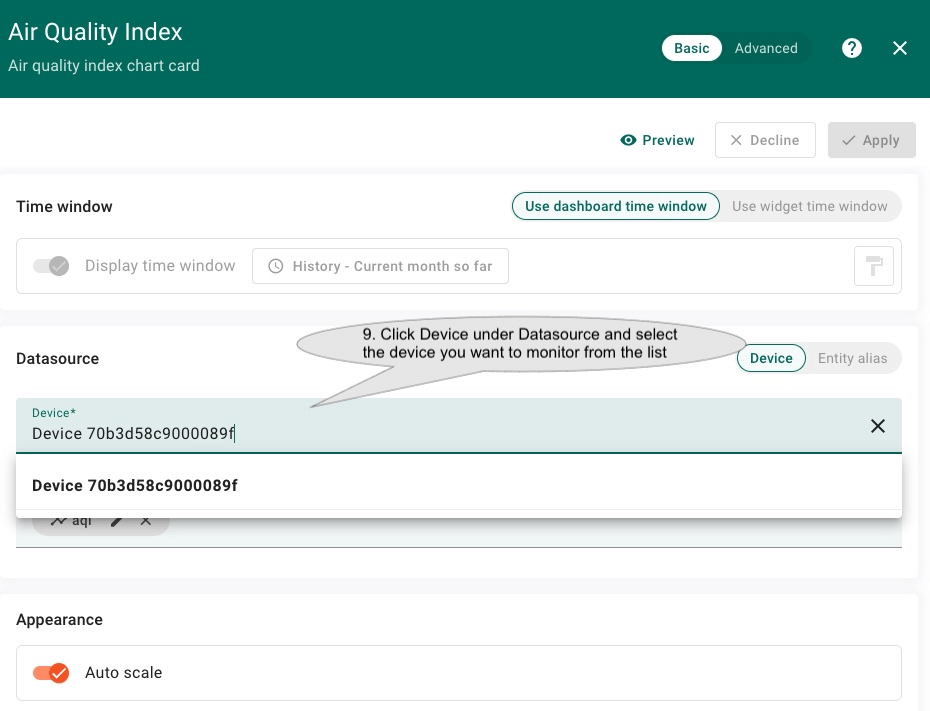 Air Quality Index
Air quality index chart card
Basic
Advanced
Preview
Decline
Apply
Time window
Use dashboard time window
Use widget time window
Display time window
History - Current month so far
9. Click Device under Datasource and select
the device you want to monitor from the list
Datasource
Device
Entity alias
Device*
Device 70b3d58c9000089f
Device 70b3d58c9000089f
aqi
Appearance
Auto scale